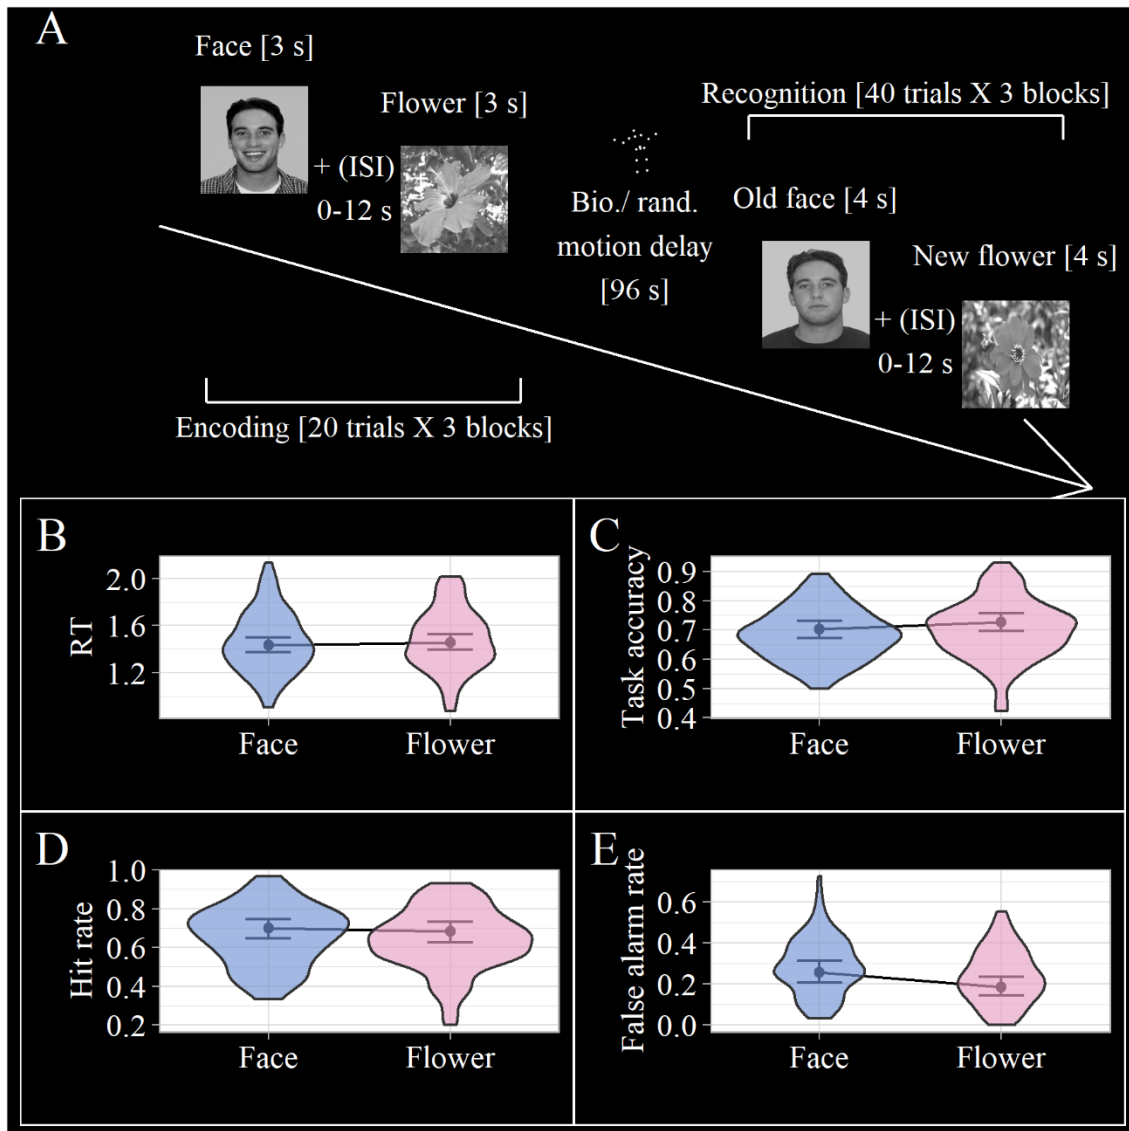 A
Face [3 s]
Flower [3 s]
+ (ISI)
0-12 s
Bio./ rand.
motion delay
[96 s]
Recognition [40 trials X 3 blocks]
Old face [4 s]
New flower [4 s]
+ (ISI)
0-12 s
Encoding [20 trials X 3 blocks]
B
RT
2.0
1.6
1.2
Face
Flower
C
Task accuracy
0.9
0.8
0.7
0.6
0.5
0.4
Face
Flower
D
Hit rate
1.0
0.8
0.6
0.4
0.2
Face
Flower
E
False alarm rate
0.6
0.4
0.2
0.0
Face
Flower